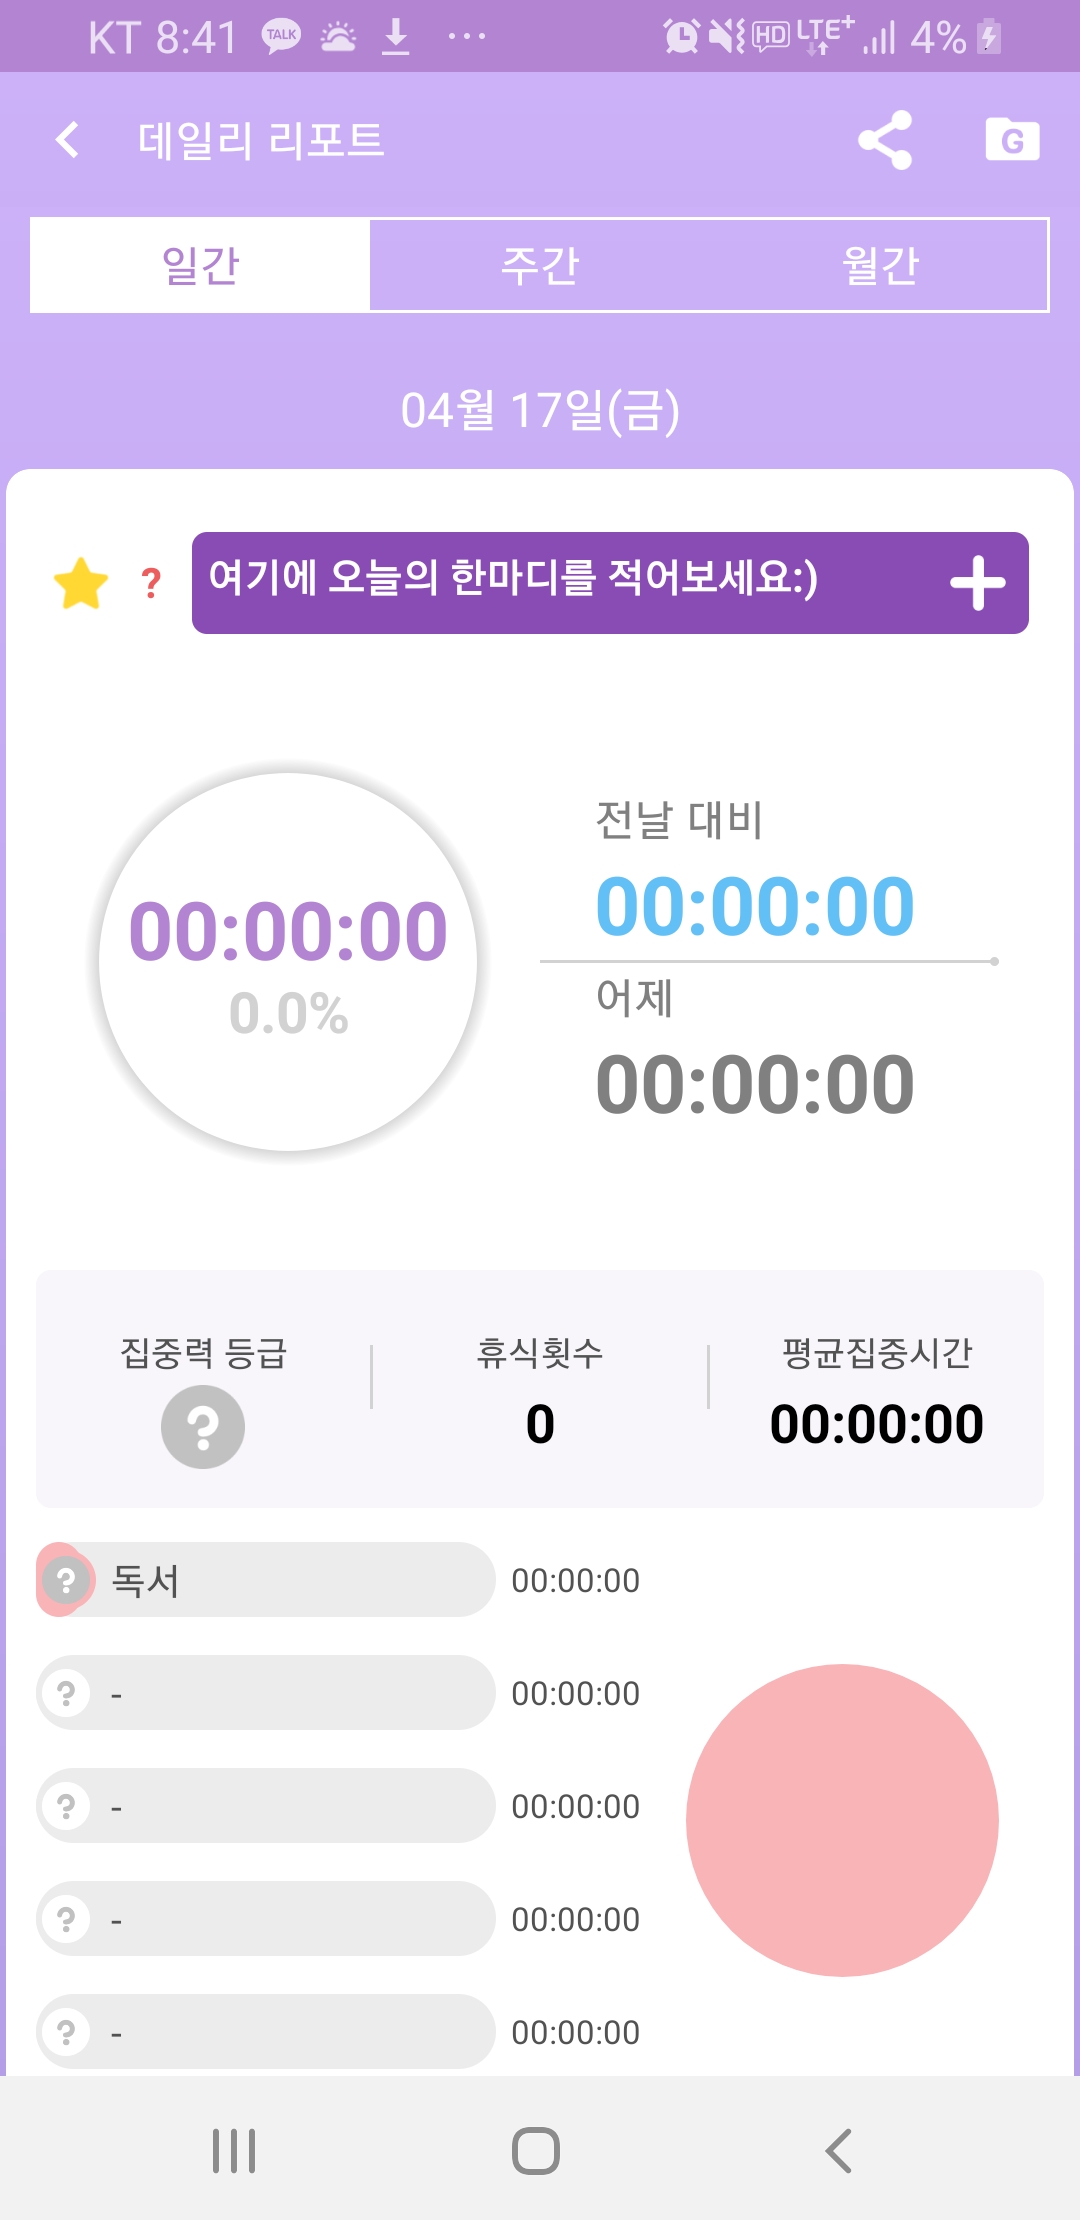 KT 8:41 TALK ... HD LTE+ 4%
데일리 리포트 G
일간 주간 월간
04월 17일(금)
? 여기에 오늘의 한마디를 적어보세요:) +
전날 대비
00:00:00
00:00:00
0.0%
어제
00:00:00
집중력 등급 휴식횟수 평균집중시간
? 0 00:00:00
? 독서 00:00:00
? - 00:00:00
? - 00:00:00
? - 00:00:00
? - 00:00:00